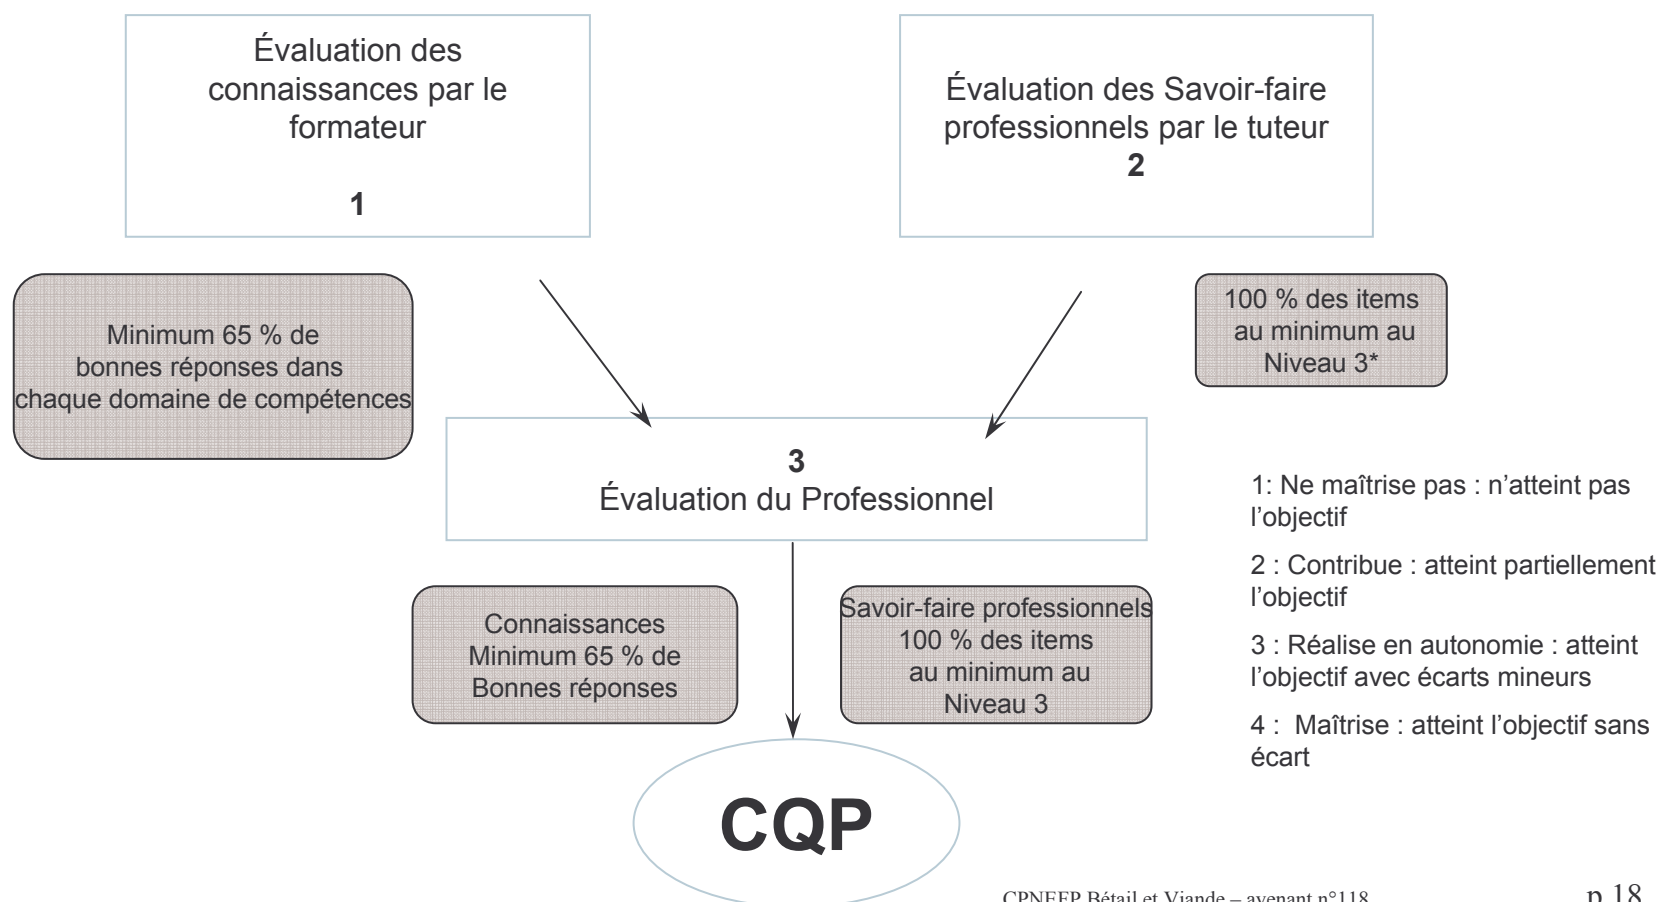 Évaluation des
connaissances par le
formateur
1
Évaluation des Savoir-faire
professionnels par le tuteur
2
Minimum 65 % de
bonnes réponses dans
chaque domaine de compétences
100 % des items
au minimum au
Niveau 3*
3
Évaluation du Professionnel
1: Ne maîtrise pas : n’atteint pas
l’objectif
2 : Contribue : atteint partiellement
l’objectif
3 : Réalise en autonomie : atteint
l’objectif avec écarts mineurs
4 : Maîtrise : atteint l’objectif sans
écart
Connaissances
Minimum 65 % de
Bonnes réponses
Savoir-faire professionnels
100 % des items
au minimum au
Niveau 3
CQP
CPNEFP Bétail et Viande – avenant n°118
p.18